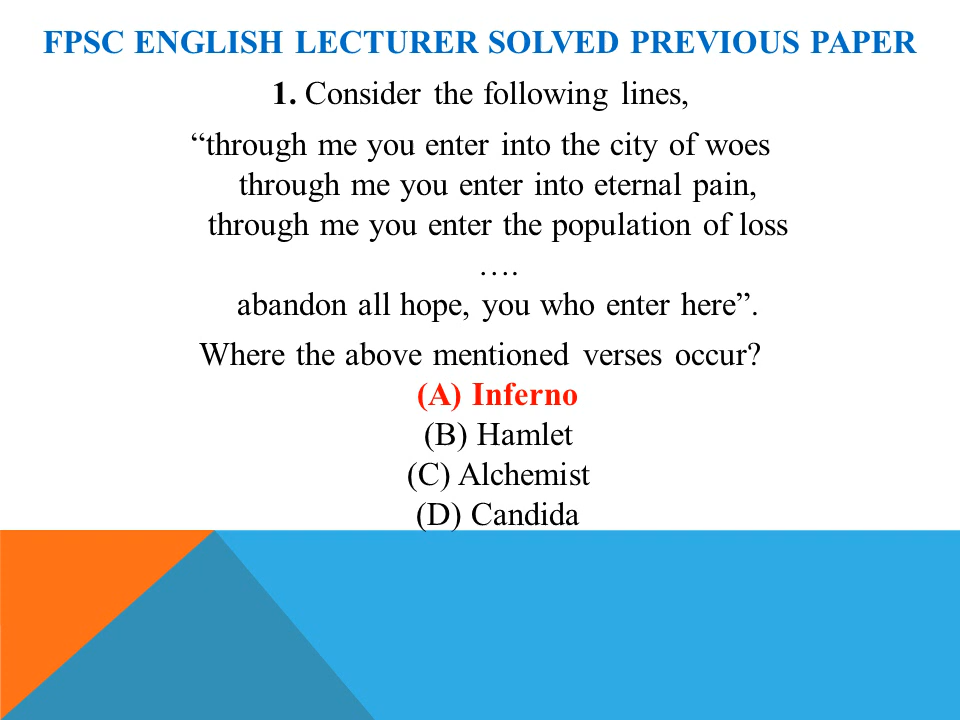 FPSC ENGLISH LECTURER SOLVED PREVIOUS PAPER
1. Consider the following lines,
“through me you enter into the city of woes
through me you enter into eternal pain,
through me you enter the population of loss
….
abandon all hope, you who enter here”.
Where the above mentioned verses occur?
(A) Inferno
(B) Hamlet
(C) Alchemist
(D) Candida